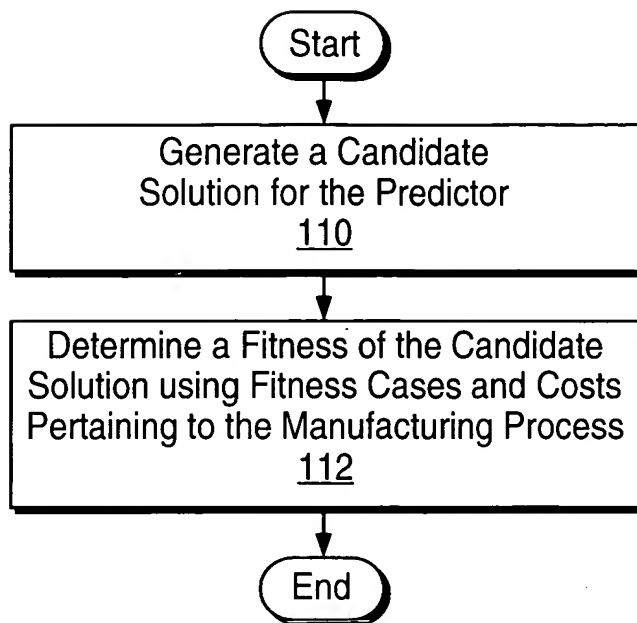 Start
Generate a Candidate
Solution for the Predictor
110
Determine a Fitness of the Candidate
Solution using Fitness Cases and Costs
Pertaining to the Manufacturing Process
112
End